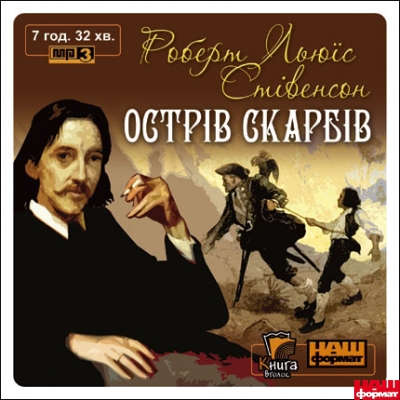 7 год. 32 хв.
mp3
Роберт Льюїс
Стівенсон
ОСТРІВ СКАРБІВ
Книга
вголос
НАШ
формат
НАШ
формат